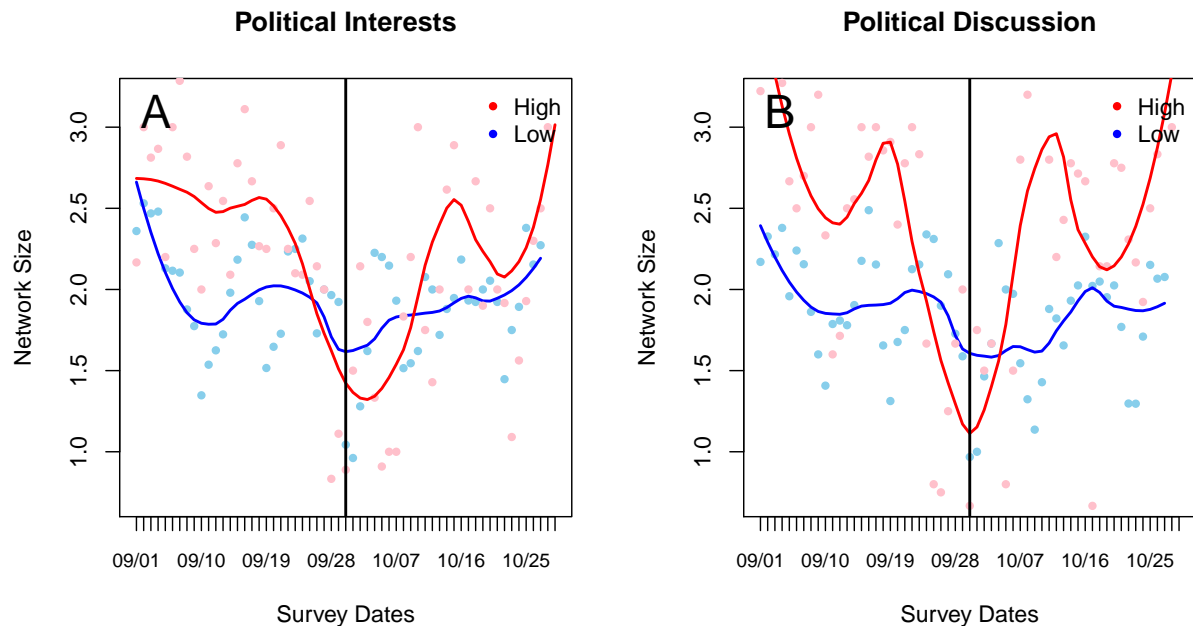 Political Interests
A
High
Low
Network Size
3.0
2.5
2.0
1.5
1.0
09/01 09/10 09/19 09/28 10/07 10/16 10/25
Survey Dates
Political Discussion
B
High
Low
Network Size
3.0
2.5
2.0
1.5
1.0
09/01 09/10 09/19 09/28 10/07 10/16 10/25
Survey Dates